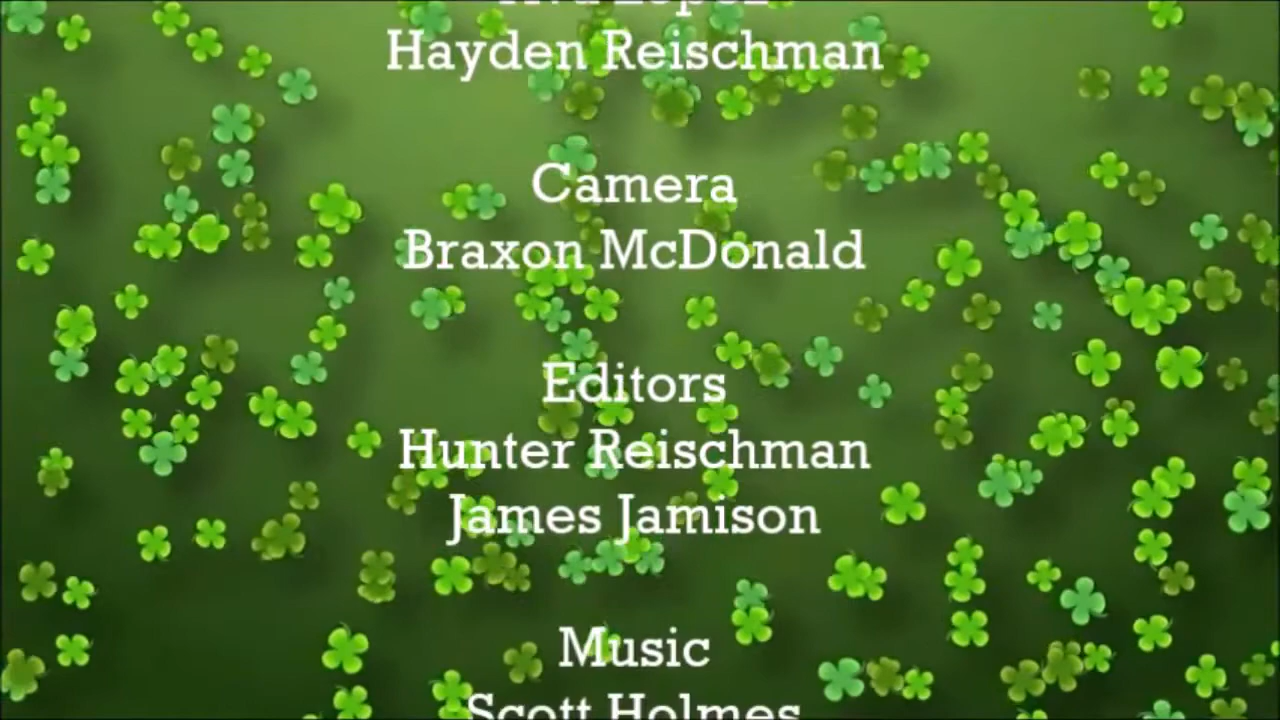 Hayden Reischman
Camera
Braxon McDonald
Editors
Hunter Reischman
James Jamison
Music
Scott Holmes